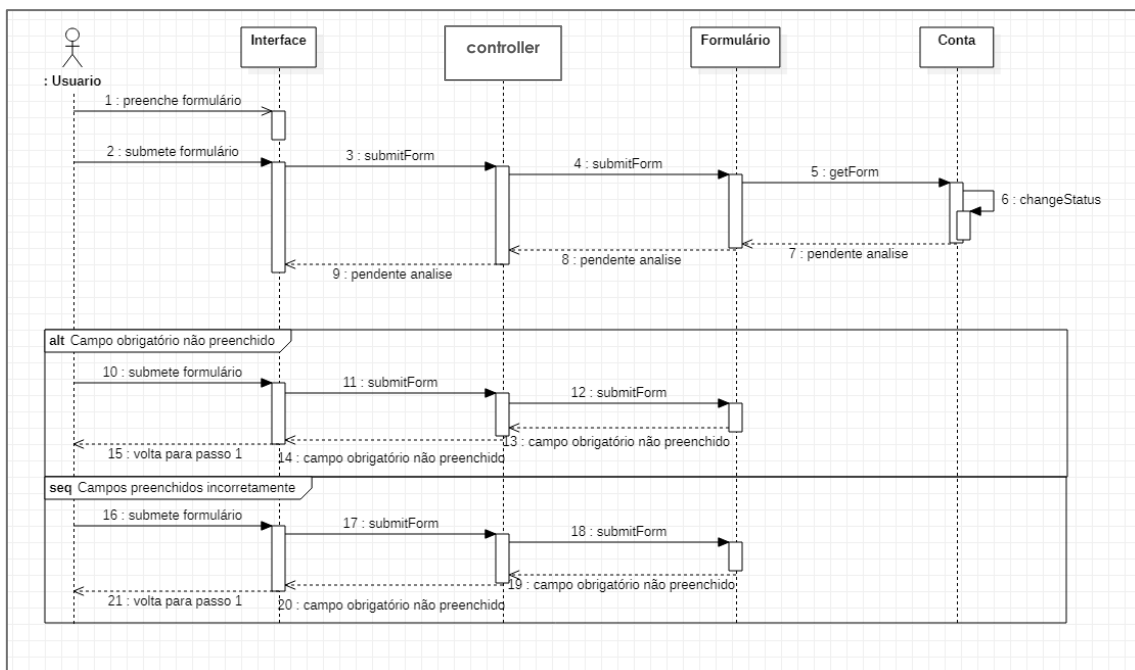 Interface
controller
Formulário
Conta
: Usuario
1 : preenche formulário
2 : submete formulário
3 : submitForm
4 : submitForm
5 : getForm
6 : changeStatus
7 : pendente analise
8 : pendente analise
9 : pendente analise
alt Campo obrigatório não preenchido
10 : submete formulário
11 : submitForm
12 : submitForm
13 : campo obrigatório não preenchido
14 : campo obrigatório não preenchido
15 : volta para passo 1
seq Campos preenchidos incorretamente
16 : submete formulário
17 : submitForm
18 : submitForm
19 : campo obrigatório não preenchido
20 : campo obrigatório não preenchido
21 : volta para passo 1